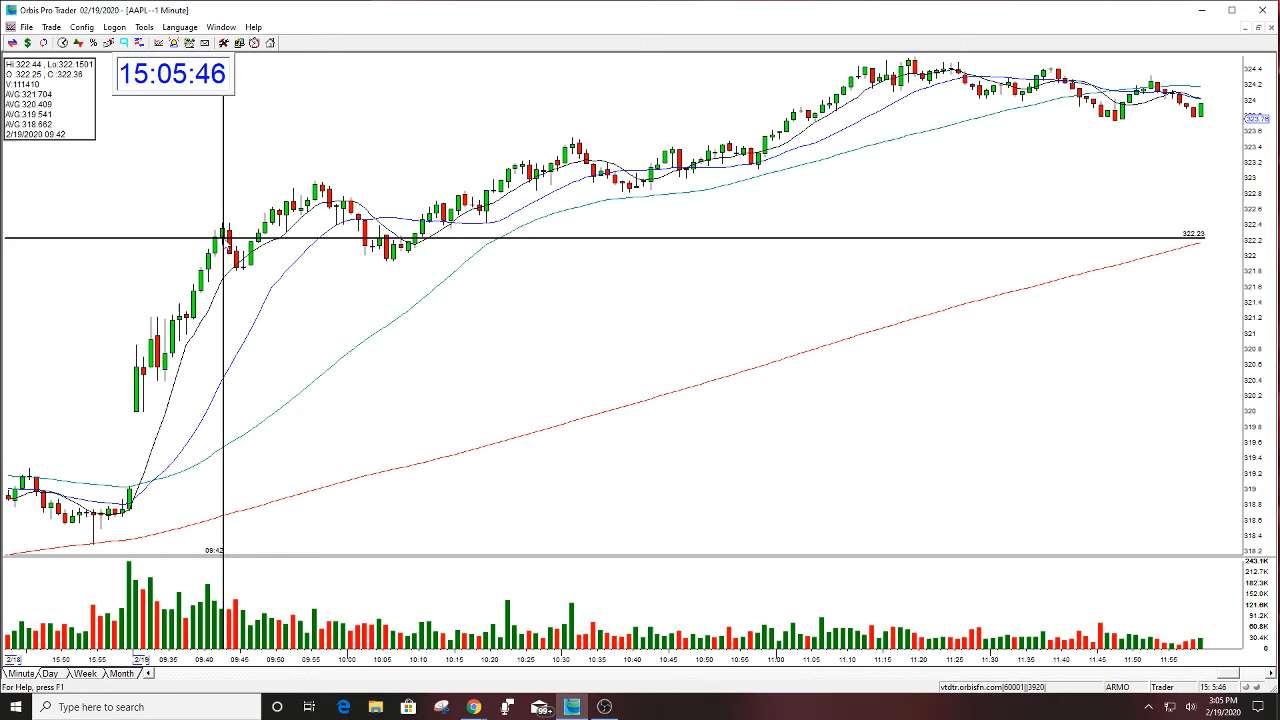 Orbis Pro Trader 02/19/2020 - [AAPL--1 Minute]
File Trade Config Logon Tools Language Window Help
Hi:322.44 , Lo:322.1501
O :322.25 , C :322.36
V:111410
AVG:321.704
AVG:320.409
AVG:319.541
AVG:318.662
2/19/2020 09:42
15:05:46
324.4
324.2
324
323.78
323.6
323.4
323.2
323
322.8
322.6
322.4
322.23
322.2
322
321.8
321.6
321.4
321.2
321
320.8
320.6
320.4
320.2
320
319.8
319.6
319.4
319.2
319
318.8
318.6
318.4
318.2
09:42
243.1K
212.7K
182.3K
152.0K
121.6K
91.2K
60.8K
30.4K
0
2/18 15:50 15:55 2/19 09:35 09:40 09:45 09:50 09:55 10:00 10:05 10:10 10:15 10:20 10:25 10:30 10:35 10:40 10:45 10:50 10:55 11:00 11:05 11:10 11:15 11:20 11:25 11:30 11:35 11:40 11:45 11:50 11:55
Minute Day Week Month
For Help, press F1
vtdtr.orbisfn.com|60001||3920| ARMO Trader 15: 5:46
Type here to search
99+
3:05 PM
2/19/2020